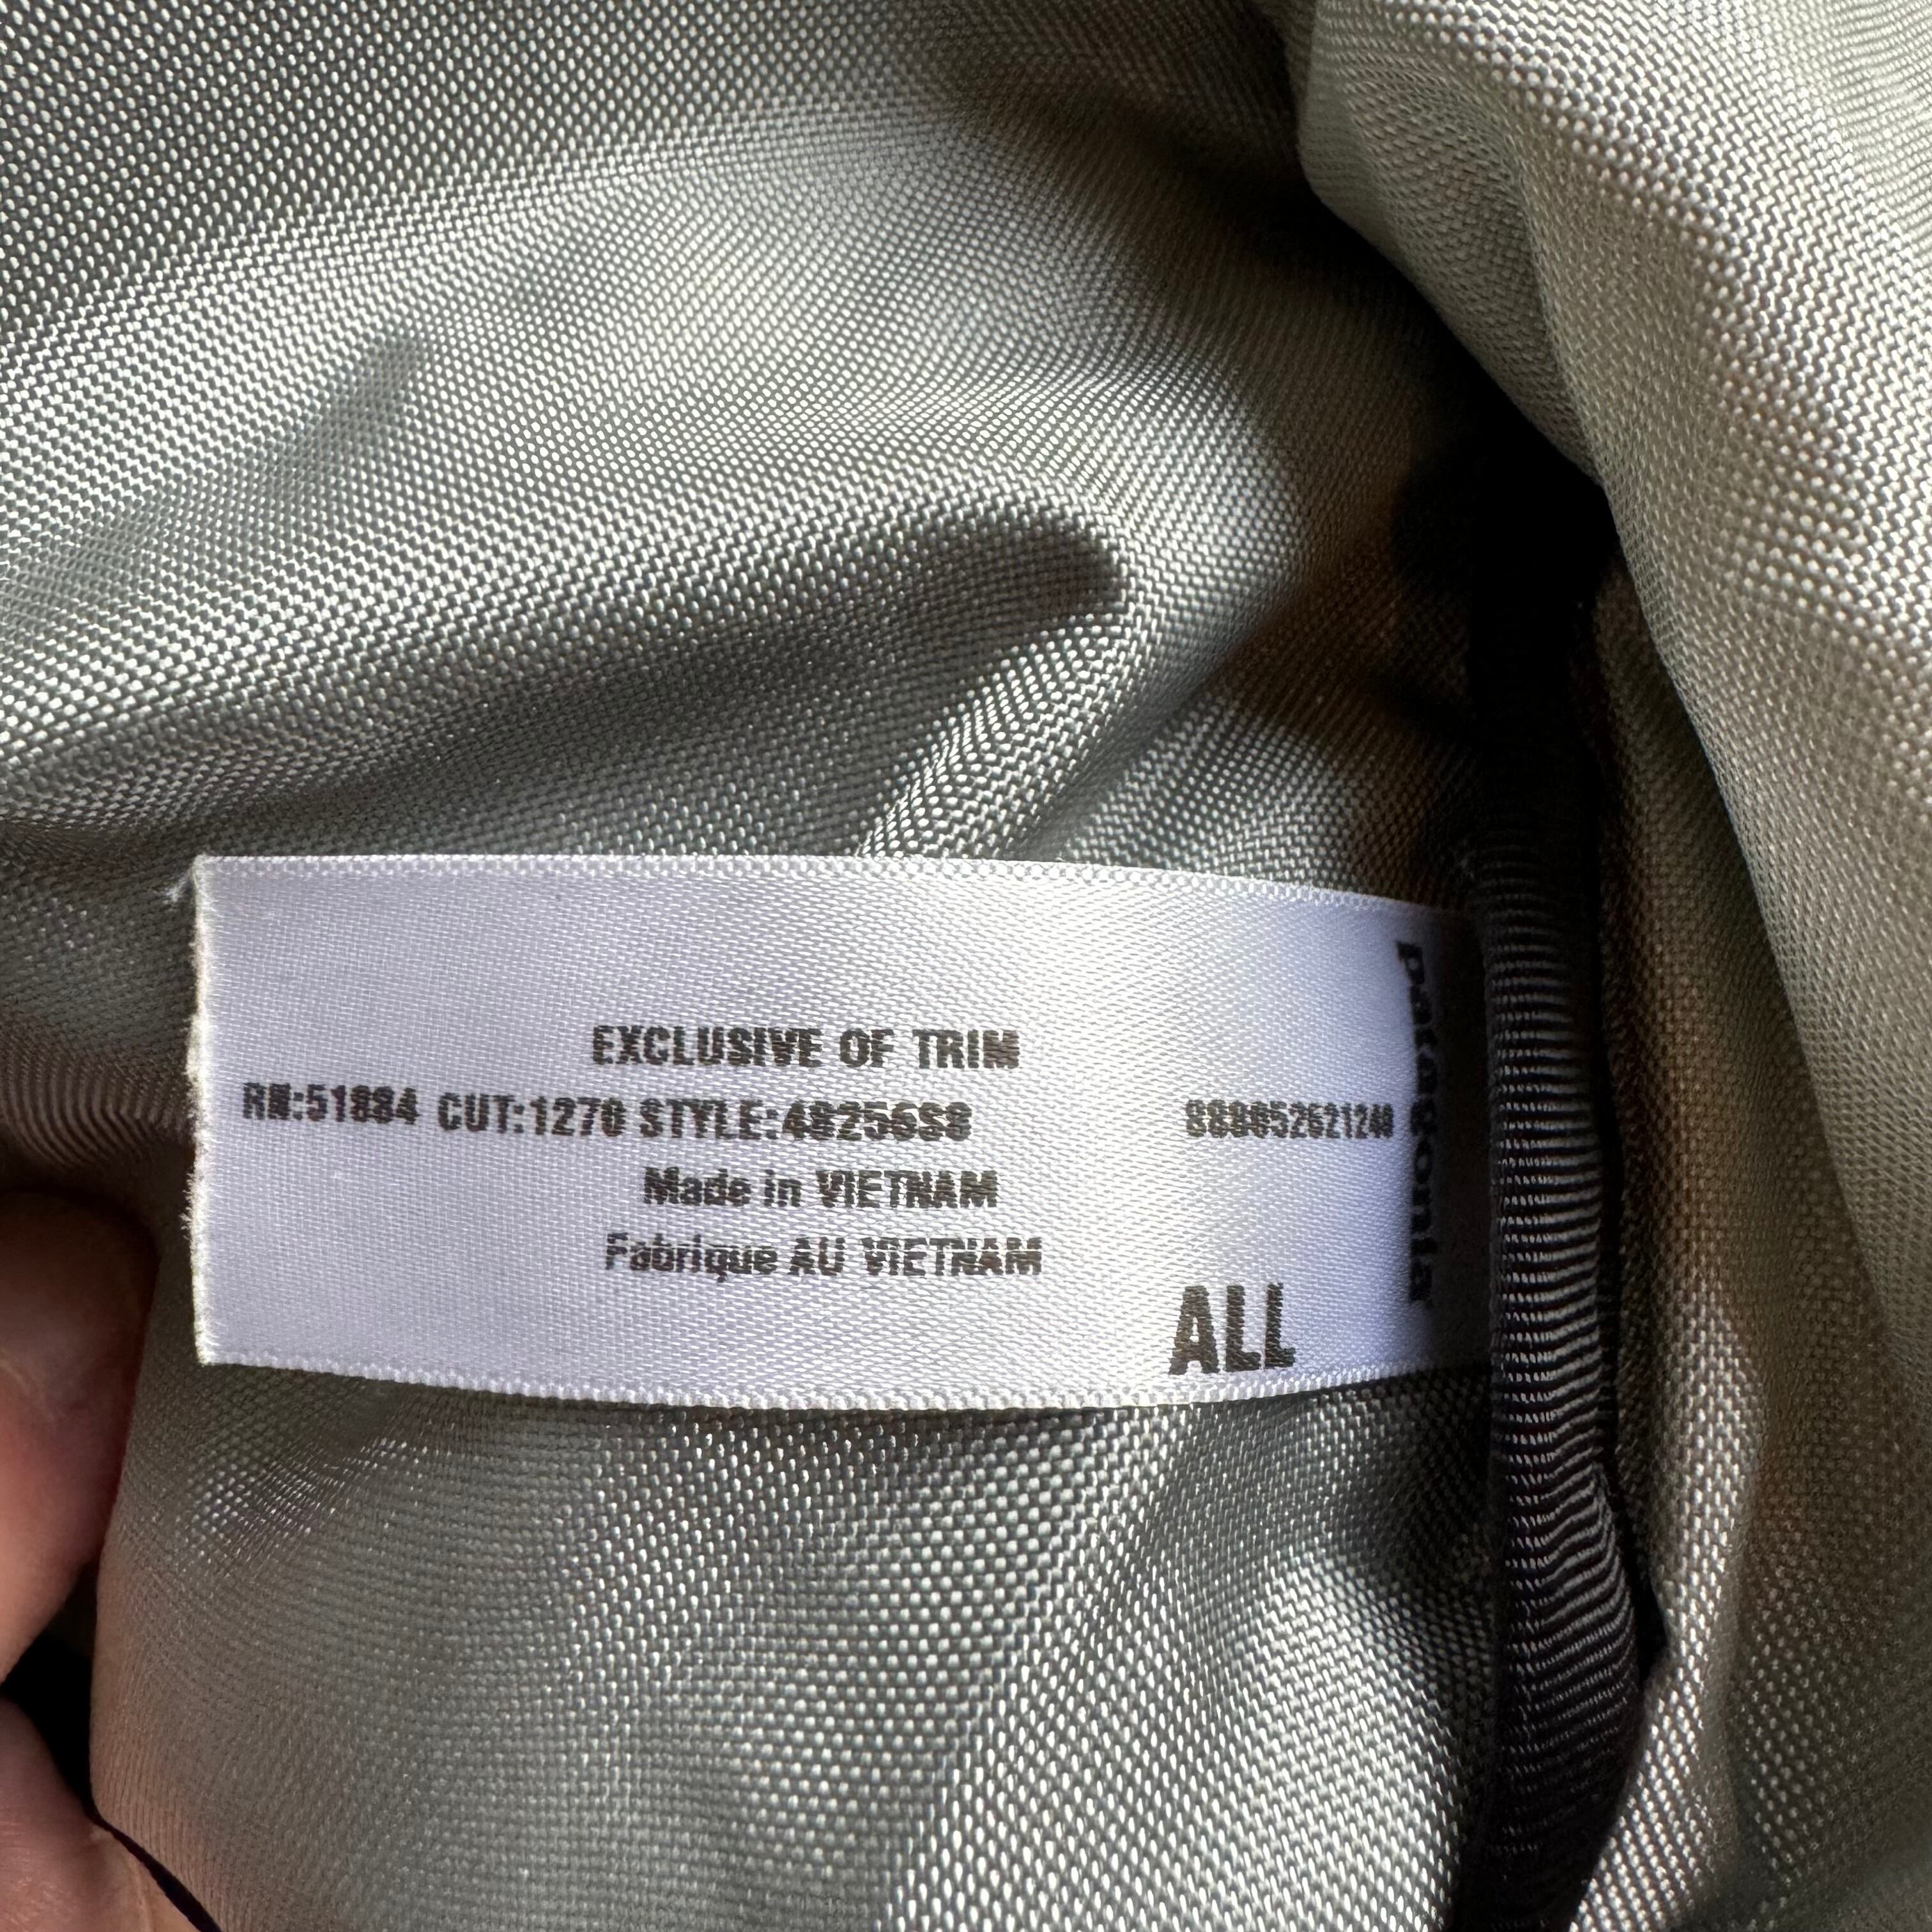 EXCLUSIVE OF TRIM
RN:51884 CUT:1270 STYLE:48256S8
Made in VIETNAM
Fabrique AU VIETNAM
ALL
patagonia